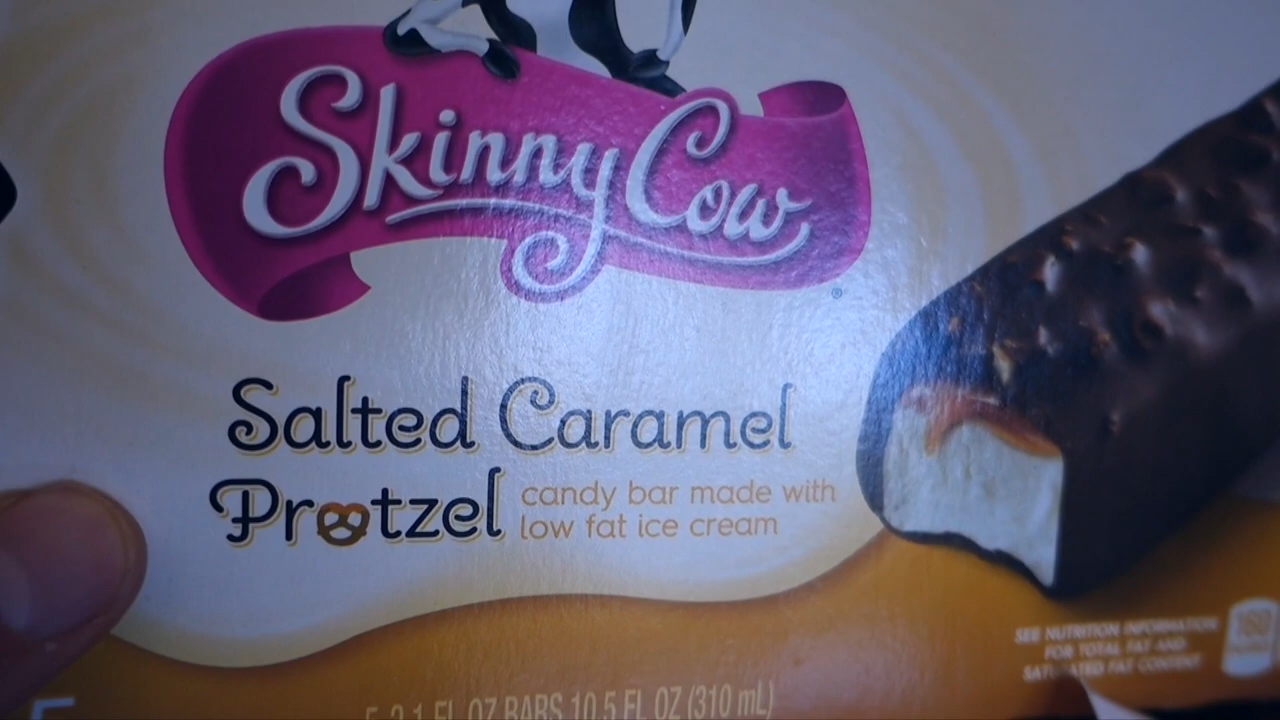 Skinny Cow
®
Salted Caramel
Pretzel candy bar made with
low fat ice cream
SEE NUTRITION INFORMATION
FOR TOTAL FAT AND
SATURATED FAT CONTENT
160
5 2.1 FL OZ BARS 10.5 FL OZ (310 mL)